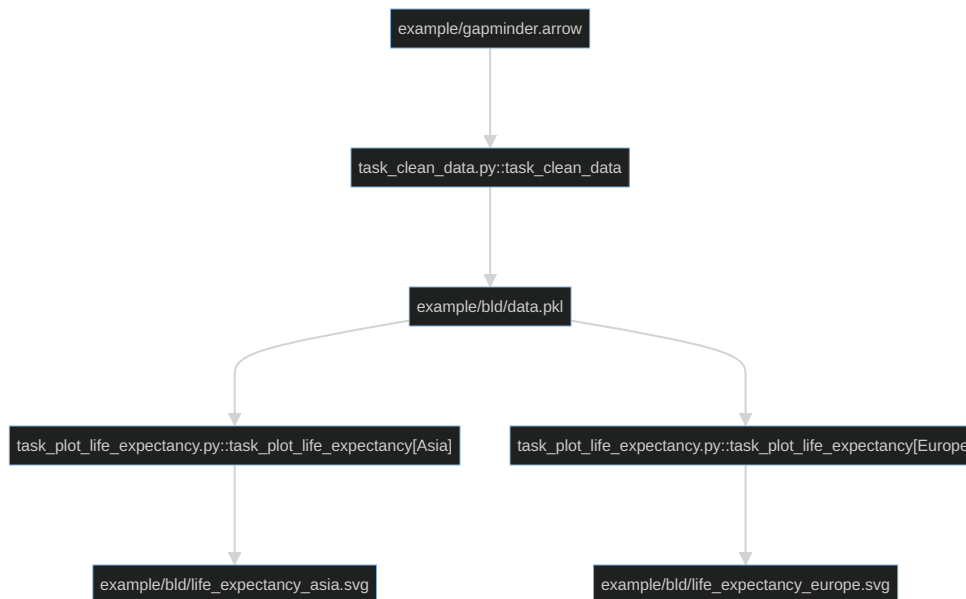 example/gapminder.arrow
task_clean_data.py::task_clean_data
example/bld/data.pkl
task_plot_life_expectancy.py::task_plot_life_expectancy[Asia]
task_plot_life_expectancy.py::task_plot_life_expectancy[Europe
example/bld/life_expectancy_asia.svg
example/bld/life_expectancy_europe.svg